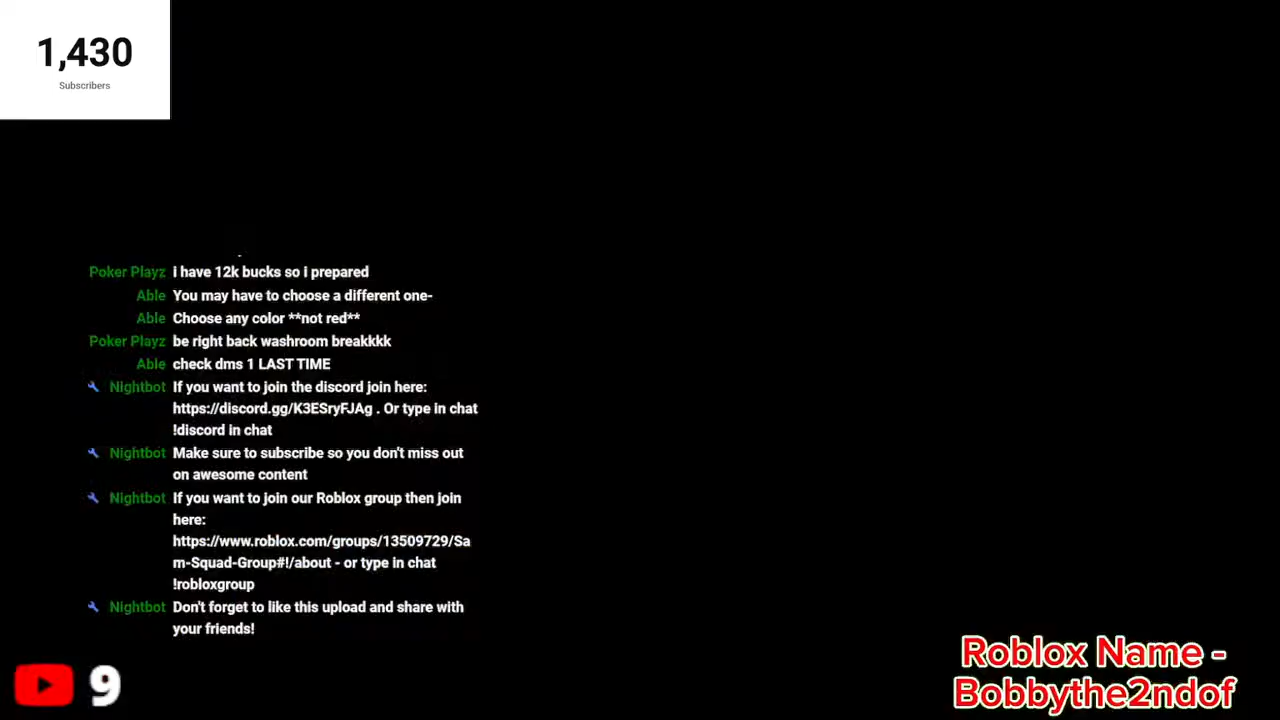 1,430
Subscribers
Poker Playz i have 12k bucks so i prepared
Able You may have to choose a different one-
Able Choose any color **not red**
Poker Playz be right back washroom breakkkk
Able check dms 1 LAST TIME
Nightbot If you want to join the discord join here:
https://discord.gg/K3ESryFJAg . Or type in chat
!discord in chat
Nightbot Make sure to subscribe so you don't miss out
on awesome content
Nightbot If you want to join our Roblox group then join
here:
https://www.roblox.com/groups/13509729/Sa
m-Squad-Group#!/about - or type in chat
!robloxgroup
Nightbot Don't forget to like this upload and share with
your friends!
9
Roblox Name -
Bobbythe2ndof